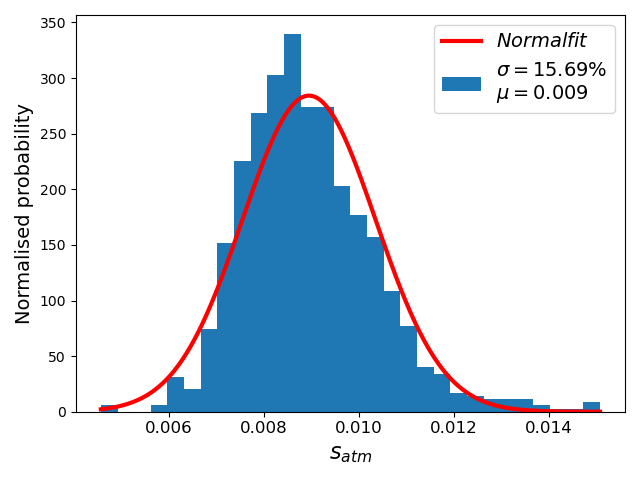 350
300
250
200
150
100
50
0
Normalised probability
Normalfit
σ = 15.69%
μ = 0.009
0.006 0.008 0.010 0.012 0.014
s_atm